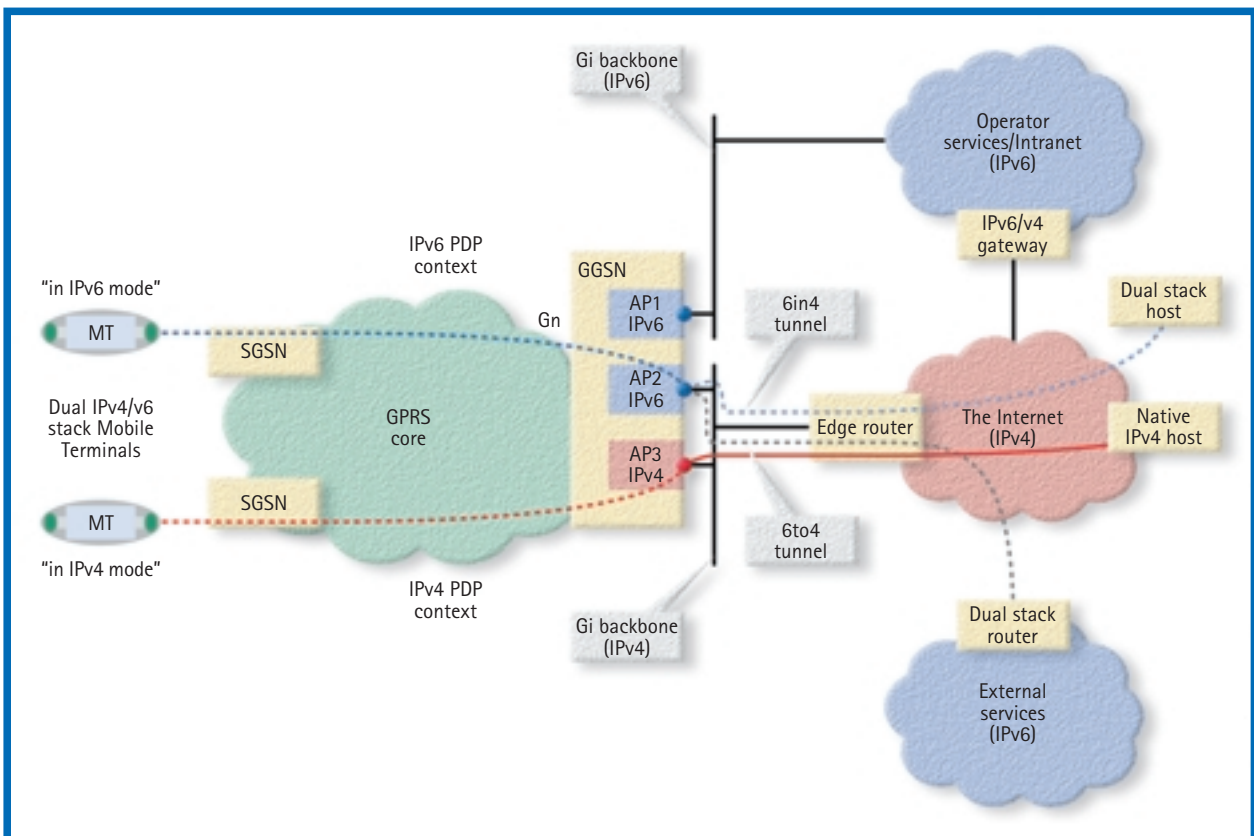 Gi backbone
(IPv6)
Operator
services/Intranet
(IPv6)
IPv6/v4
gateway
IPv6 PDP
context
GGSN
"in IPv6 mode"
MT
SGSN
Gn
AP1
IPv6
6in4
tunnel
Dual stack
host
Dual IPv4/v6
stack Mobile
Terminals
GPRS
core
AP2
IPv6
Edge router
The Internet
(IPv4)
Native
IPv4 host
AP3
IPv4
SGSN
MT
"in IPv4 mode"
6to4
tunnel
IPv4 PDP
context
Gi backbone
(IPv4)
Dual stack
router
External
services
(IPv6)